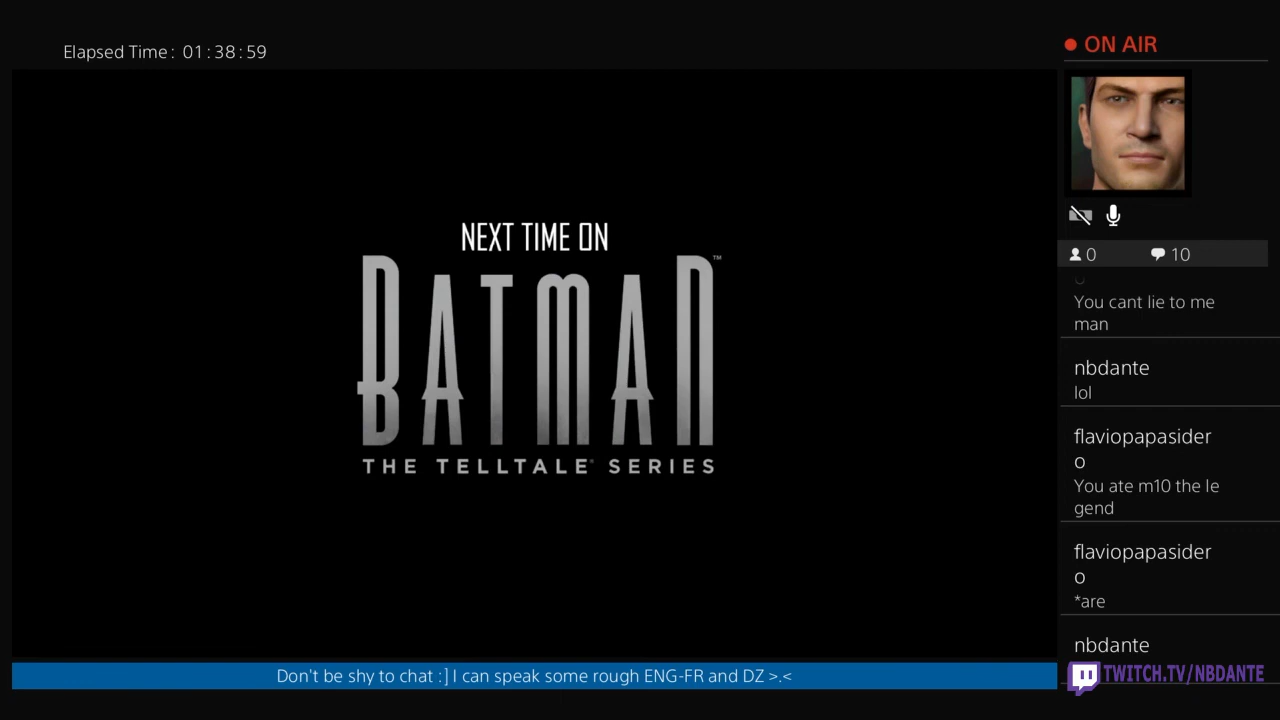 Elapsed Time: 01:38:59
ON AIR
NEXT TIME ON
BATMAN™
THE TELLTALE® SERIES
0
10
You cant lie to me
man
nbdante
lol
flaviopapasider
o
You ate m10 the le
gend
flaviopapasider
o
*are
nbdante
TWITCH.TV/NBDANTE
Don't be shy to chat :] I can speak some rough ENG-FR and DZ >.<